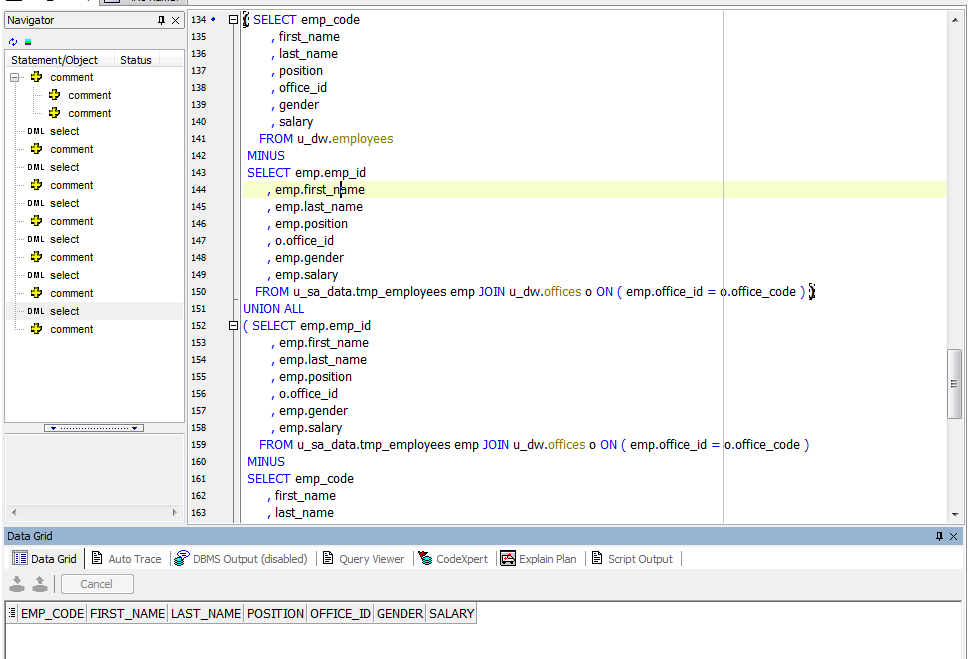 Navigator
Statement/Object Status
comment
comment
comment
DML select
comment
DML select
comment
DML select
comment
DML select
comment
DML select
comment
DML select
comment
134 ( SELECT emp_code
135 , first_name
136 , last_name
137 , position
138 , office_id
139 , gender
140 , salary
141 FROM u_dw.employees
142 MINUS
143 SELECT emp.emp_id
144 , emp.first_name
145 , emp.last_name
146 , emp.position
147 , o.office_id
148 , emp.gender
149 , emp.salary
150 FROM u_sa_data.tmp_employees emp JOIN u_dw.offices o ON ( emp.office_id = o.office_code ) )
151 UNION ALL
152 ( SELECT emp.emp_id
153 , emp.first_name
154 , emp.last_name
155 , emp.position
156 , o.office_id
157 , emp.gender
158 , emp.salary
159 FROM u_sa_data.tmp_employees emp JOIN u_dw.offices o ON ( emp.office_id = o.office_code )
160 MINUS
161 SELECT emp_code
162 , first_name
163 , last_name
Data Grid
Data Grid Auto Trace DBMS Output (disabled) Query Viewer CodeXpert Explain Plan Script Output
Cancel
EMP_CODE FIRST_NAME LAST_NAME POSITION OFFICE_ID GENDER SALARY